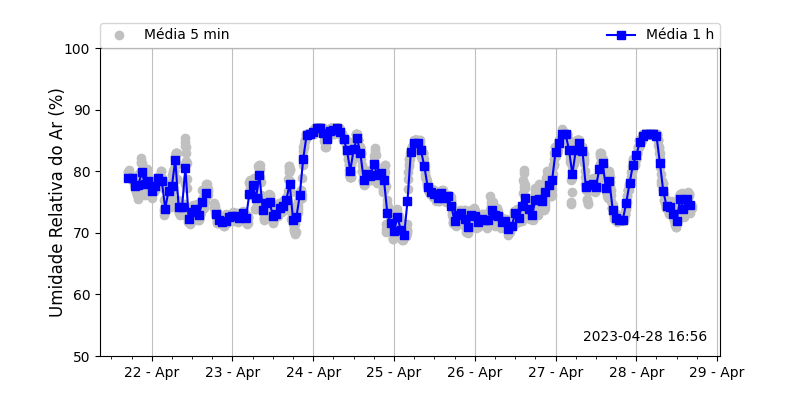 Média 5 min
Média 1 h
100
90
80
70
60
50
Umidade Relativa do Ar (%)
2023-04-28 16:56
22 - Apr
23 - Apr
24 - Apr
25 - Apr
26 - Apr
27 - Apr
28 - Apr
29 - Apr